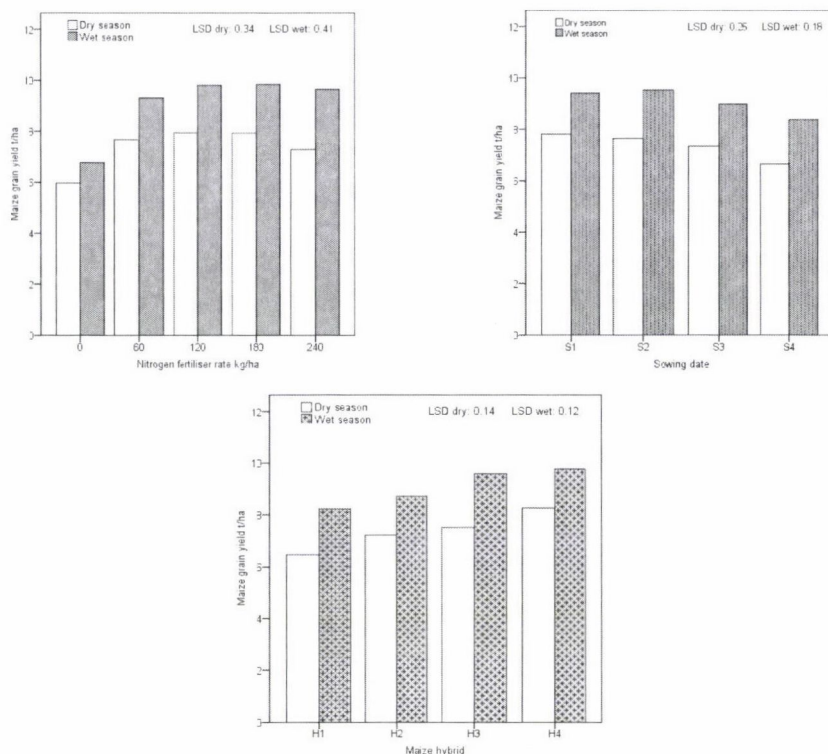 12
10
8
6
4
2
0
Maize grain yield t/ha
Dry season
Wet season
LSD dry: 0.34 LSD wet: 0.41
0 60 120 180 240
Nitrogen fertiliser rate kg/ha
12
10
8
6
4
2
0
Maize grain yield t/ha
Dry season
Wet season
LSD dry: 0.25 LSD wet: 0.18
S1 S2 S3 S4
Sowing date
12
10
8
6
4
2
0
Maize grain yield t/ha
Dry season
Wet season
LSD dry: 0.14 LSD wet: 0.12
H1 H2 H3 H4
Maize hybrid